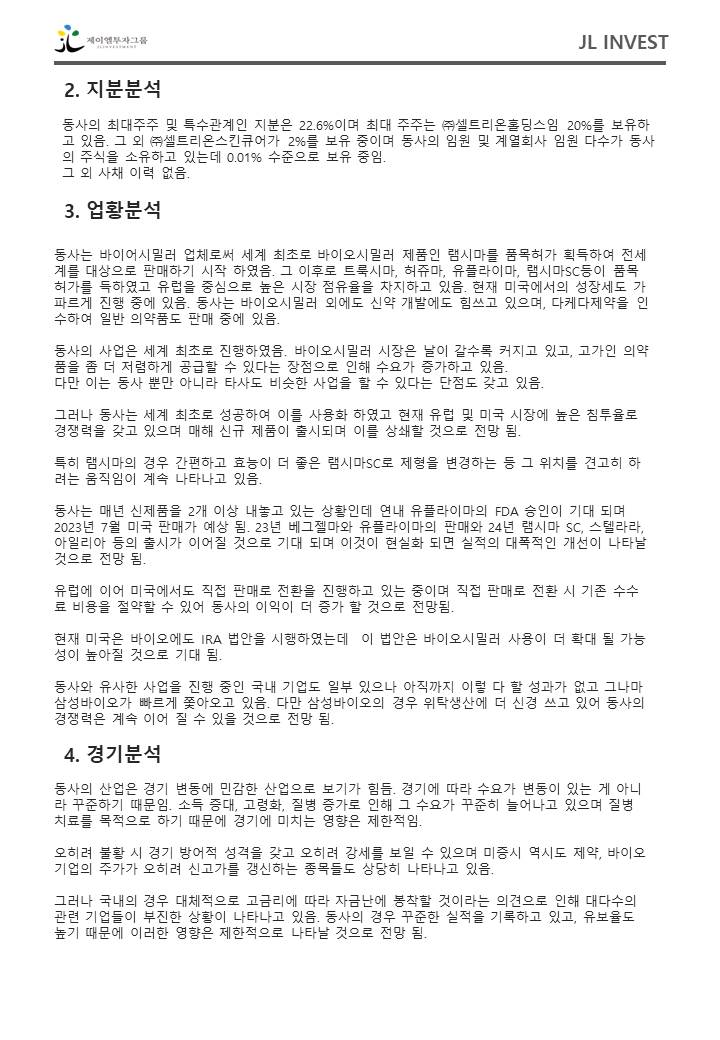 제이엘투자그룹
JL INVESTMENT
JL INVEST
2. 지분분석
동사의 최대주주 및 특수관계인 지분은 22.6%이며 최대 주주는 ㈜셀트리온홀딩스임 20%를 보유하
고 있음. 그 외 ㈜셀트리온스킨큐어가 2%를 보유 중이며 동사의 임원 및 계열회사 임원 다수가 동사
의 주식을 소유하고 있는데 0.01% 수준으로 보유 중임.
그 외 사채 이력 없음.
3. 업황분석
동사는 바이어시밀러 업체로써 세계 최초로 바이오시밀러 제품인 램시마를 품목허가 획득하여 전세
계를 대상으로 판매하기 시작 하였음. 그 이후로 트룩시마, 허쥬마, 유플라이마, 램시마SC등이 품목
허가를 득하였고 유럽을 중심으로 높은 시장 점유율을 차지하고 있음. 현재 미국에서의 성장세도 가
파르게 진행 중에 있음. 동사는 바이오시밀러 외에도 신약 개발에도 힘쓰고 있으며, 다케다제약을 인
수하여 일반 의약품도 판매 중에 있음.
동사의 사업은 세계 최초로 진행하였음. 바이오시밀러 시장은 날이 갈수록 커지고 있고, 고가인 의약
품을 좀 더 저렴하게 공급할 수 있다는 장점으로 인해 수요가 증가하고 있음.
다만 이는 동사 뿐만 아니라 타사도 비슷한 사업을 할 수 있다는 단점도 갖고 있음.
그러나 동사는 세계 최초로 성공하여 이를 사용화 하였고 현재 유럽 및 미국 시장에 높은 침투율로
경쟁력을 갖고 있으며 매해 신규 제품이 출시되며 이를 상쇄할 것으로 전망 됨.
특히 램시마의 경우 간편하고 효능이 더 좋은 램시마SC로 제형을 변경하는 등 그 위치를 견고히 하
려는 움직임이 계속 나타나고 있음.
동사는 매년 신제품을 2개 이상 내놓고 있는 상황인데 연내 유플라이마의 FDA 승인이 기대 되며
2023년 7월 미국 판매가 예상 됨. 23년 베그젤마와 유플라이마의 판매와 24년 램시마 SC, 스텔라라,
아일리아 등의 출시가 이어질 것으로 기대 되며 이것이 현실화 되면 실적의 대폭적인 개선이 나타날
것으로 전망 됨.
유럽에 이어 미국에서도 직접 판매로 전환을 진행하고 있는 중이며 직접 판매로 전환 시 기존 수수
료 비용을 절약할 수 있어 동사의 이익이 더 증가 할 것으로 전망됨.
현재 미국은 바이오에도 IRA 법안을 시행하였는데 이 법안은 바이오시밀러 사용이 더 확대 될 가능
성이 높아질 것으로 기대 됨.
동사와 유사한 사업을 진행 중인 국내 기업도 일부 있으나 아직까지 이렇 다 할 성과가 없고 그나마
삼성바이오가 빠르게 쫓아오고 있음. 다만 삼성바이오의 경우 위탁생산에 더 신경 쓰고 있어 동사의
경쟁력은 계속 이어 질 수 있을 것으로 전망 됨.
4. 경기분석
동사의 산업은 경기 변동에 민감한 산업으로 보기가 힘듬. 경기에 따라 수요가 변동이 있는 게 아니
라 꾸준하기 때문임. 소득 증대, 고령화, 질병 증가로 인해 그 수요가 꾸준히 늘어나고 있으며 질병
치료를 목적으로 하기 때문에 경기에 미치는 영향은 제한적임.
오히려 불황 시 경기 방어적 성격을 갖고 오히려 강세를 보일 수 있으며 미증시 역시도 제약, 바이오
기업의 주가가 오히려 신고가를 갱신하는 종목들도 상당히 나타나고 있음.
그러나 국내의 경우 대체적으로 고금리에 따라 자금난에 봉착할 것이라는 의견으로 인해 대다수의
관련 기업들이 부진한 상황이 나타나고 있음. 동사의 경우 꾸준한 실적을 기록하고 있고, 유보율도
높기 때문에 이러한 영향은 제한적으로 나타날 것으로 전망 됨.